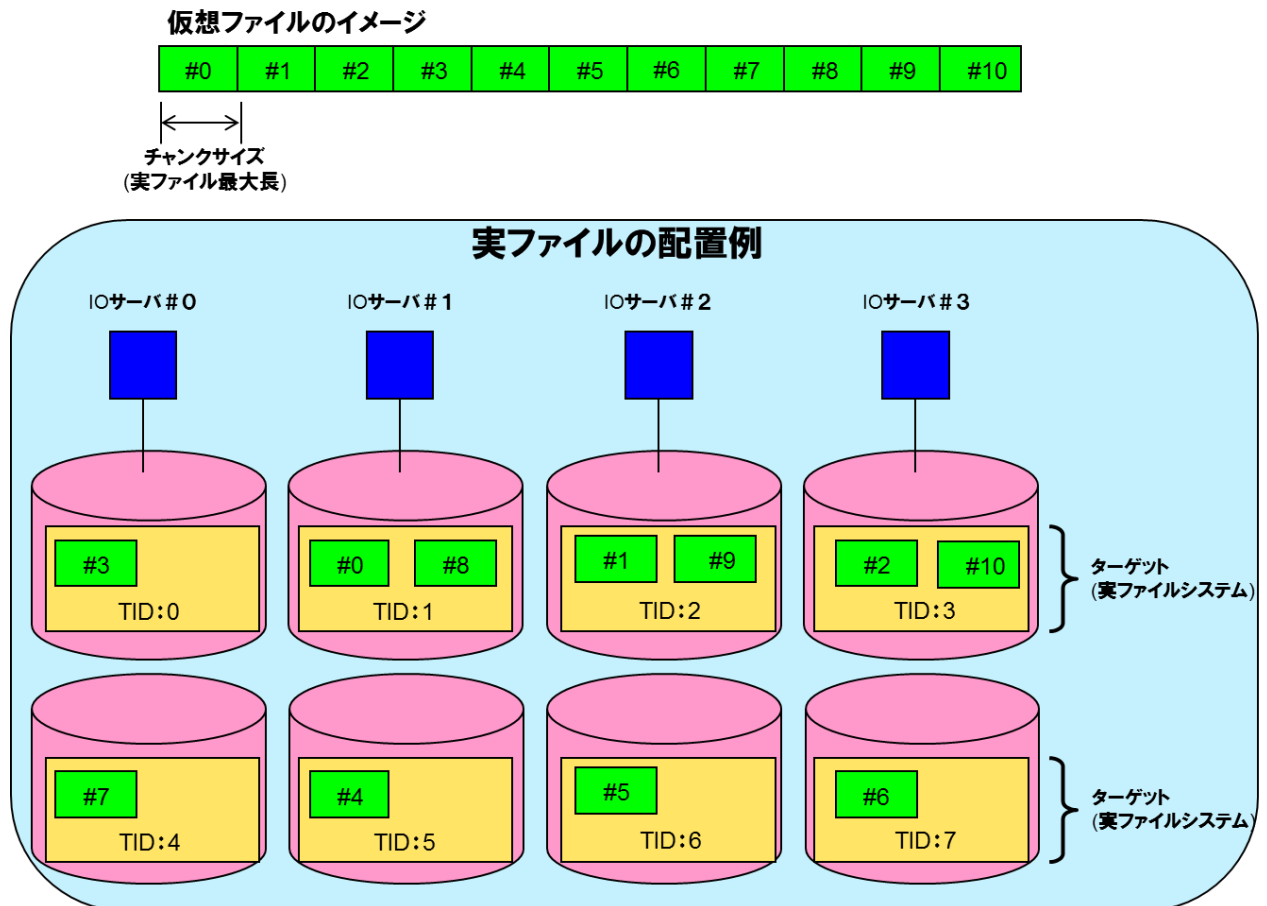 仮想ファイルのイメージ
#0 #1 #2 #3 #4 #5 #6 #7 #8 #9 #10
チャンクサイズ
(実ファイル最大長)
実ファイルの配置例
IOサーバ#0 IOサーバ#1 IOサーバ#2 IOサーバ#3
#3 #0 #8 #1 #9 #2 #10
TID:0 TID:1 TID:2 TID:3
ターゲット
(実ファイルシステム)
#7 #4 #5 #6
TID:4 TID:5 TID:6 TID:7
ターゲット
(実ファイルシステム)